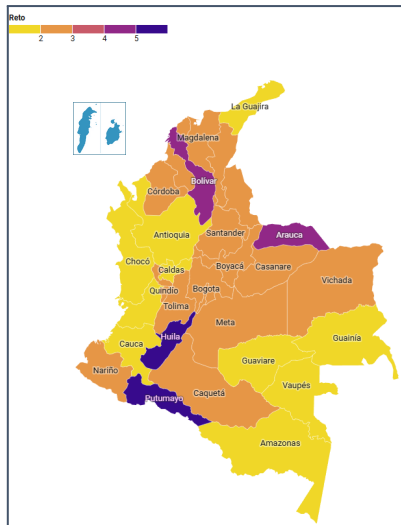 Reto
2 3 4 5
La Guajira
Magdalena
Bolívar
Córdoba
Santander
Arauca
Antioquia
Chocó
Boyacá
Casanare
Caldas
Vichada
Quindío
Bogota
Tolima
Meta
Huila
Cauca
Guainía
Guaviare
Nariño
Caquetá
Vaupés
Putumayo
Amazonas